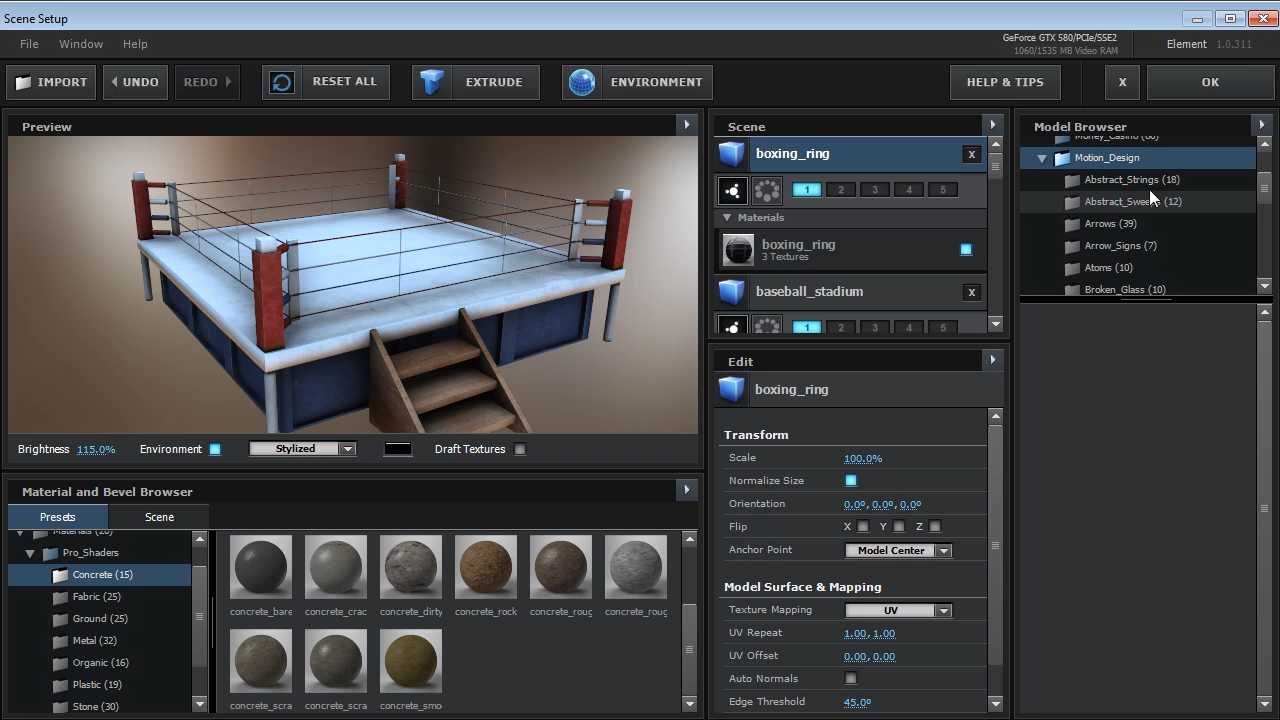 Scene Setup
File Window Help
GeForce GTX 580/PCIe/SSE2
1060/1535 MB Video RAM
Element 1.0.311
IMPORT UNDO REDO RESET ALL EXTRUDE ENVIRONMENT HELP & TIPS X OK
Preview
Brightness 115.0% Environment Stylized Draft Textures
Material and Bevel Browser
Presets Scene
Materials (20)
Pro_Shaders
Concrete (15)
Fabric (25)
Ground (25)
Metal (32)
Organic (16)
Plastic (19)
Stone (30)
concrete_bare concrete_crac concrete_dirty concrete_rock concrete_roug concrete_roug
concrete_scra concrete_scra concrete_smo
Scene
boxing_ring X
1 2 3 4 5
Materials
boxing_ring
3 Textures
baseball_stadium X
1 2 3 4 5
Edit
boxing_ring
Transform
Scale 100.0%
Normalize Size
Orientation 0.0º, 0.0º, 0.0º
Flip X Y Z
Anchor Point Model Center
Model Surface & Mapping
Texture Mapping UV
UV Repeat 1.00, 1.00
UV Offset 0.00, 0.00
Auto Normals
Edge Threshold 45.0º
Model Browser
Money_Casino
Motion_Design
Abstract_Strings (18)
(12)
Arrows (39)
Arrow_Signs (7)
Atoms (10)
Broken_Glass (10)